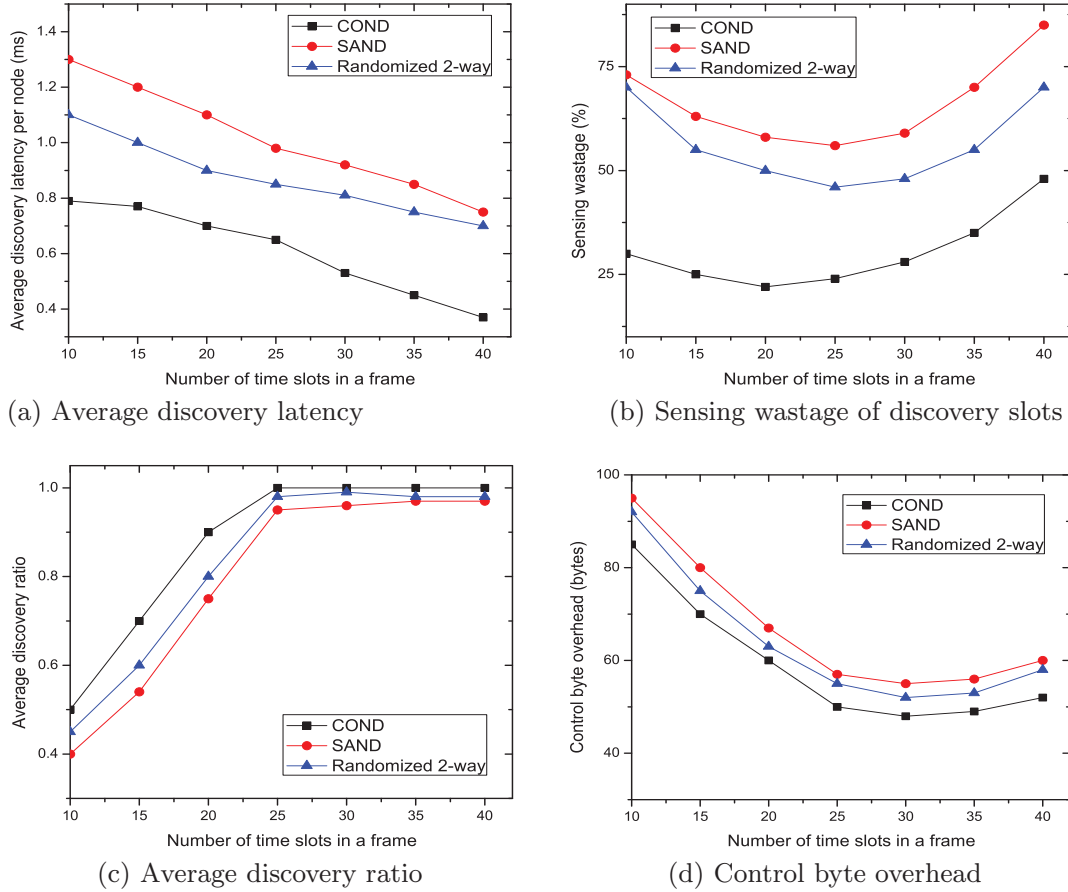 1.4
1.2
1.0
0.8
0.6
0.4
Average discovery latency per node (ms)
COND
SAND
Randomized 2-way
10 15 20 25 30 35 40
Number of time slots in a frame
(a) Average discovery latency
75
50
25
Sensing wastage (%)
COND
SAND
Randomized 2-way
10 15 20 25 30 35 40
Number of time slots in a frame
(b) Sensing wastage of discovery slots
1.0
0.8
0.6
0.4
Average discovery ratio
COND
SAND
Randomized 2-way
10 15 20 25 30 35 40
Number of time slots in a frame
(c) Average discovery ratio
100
80
60
40
Control byte overhead (bytes)
COND
SAND
Randomized 2-way
10 15 20 25 30 35 40
Number of time slots in a frame
(d) Control byte overhead